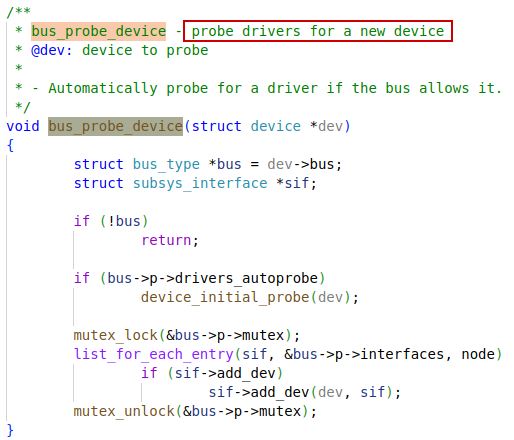 /**
 * bus_probe_device - probe drivers for a new device
 * @dev: device to probe
 *
 * - Automatically probe for a driver if the bus allows it.
 */
void bus_probe_device(struct device *dev)
{
        struct bus_type *bus = dev->bus;
        struct subsys_interface *sif;

        if (!bus)
                return;

        if (bus->p->drivers_autoprobe)
                device_initial_probe(dev);

        mutex_lock(&bus->p->mutex);
        list_for_each_entry(sif, &bus->p->interfaces, node)
                if (sif->add_dev)
                        sif->add_dev(dev, sif);
        mutex_unlock(&bus->p->mutex);
}